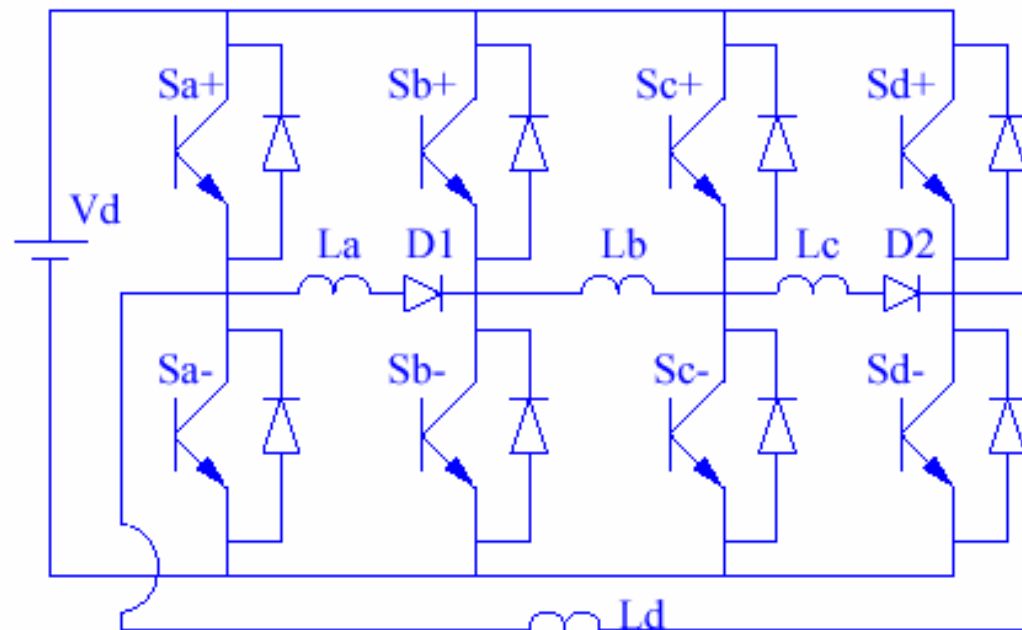 Sa+ Sb+ Sc+ Sd+
Vd
La D1 Lb Lc D2
Sa- Sb- Sc- Sd-
Ld